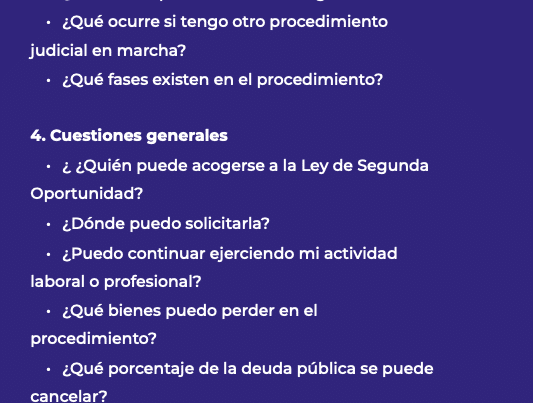 • ¿Qué ocurre si tengo otro procedimiento
judicial en marcha?
• ¿Qué fases existen en el procedimiento?
4. Cuestiones generales
• ¿ ¿Quién puede acogerse a la Ley de Segunda
Oportunidad?
• ¿Dónde puedo solicitarla?
• ¿Puedo continuar ejerciendo mi actividad
laboral o profesional?
• ¿Qué bienes puedo perder en el
procedimiento?
• ¿Qué porcentaje de la deuda pública se puede
cancelar?